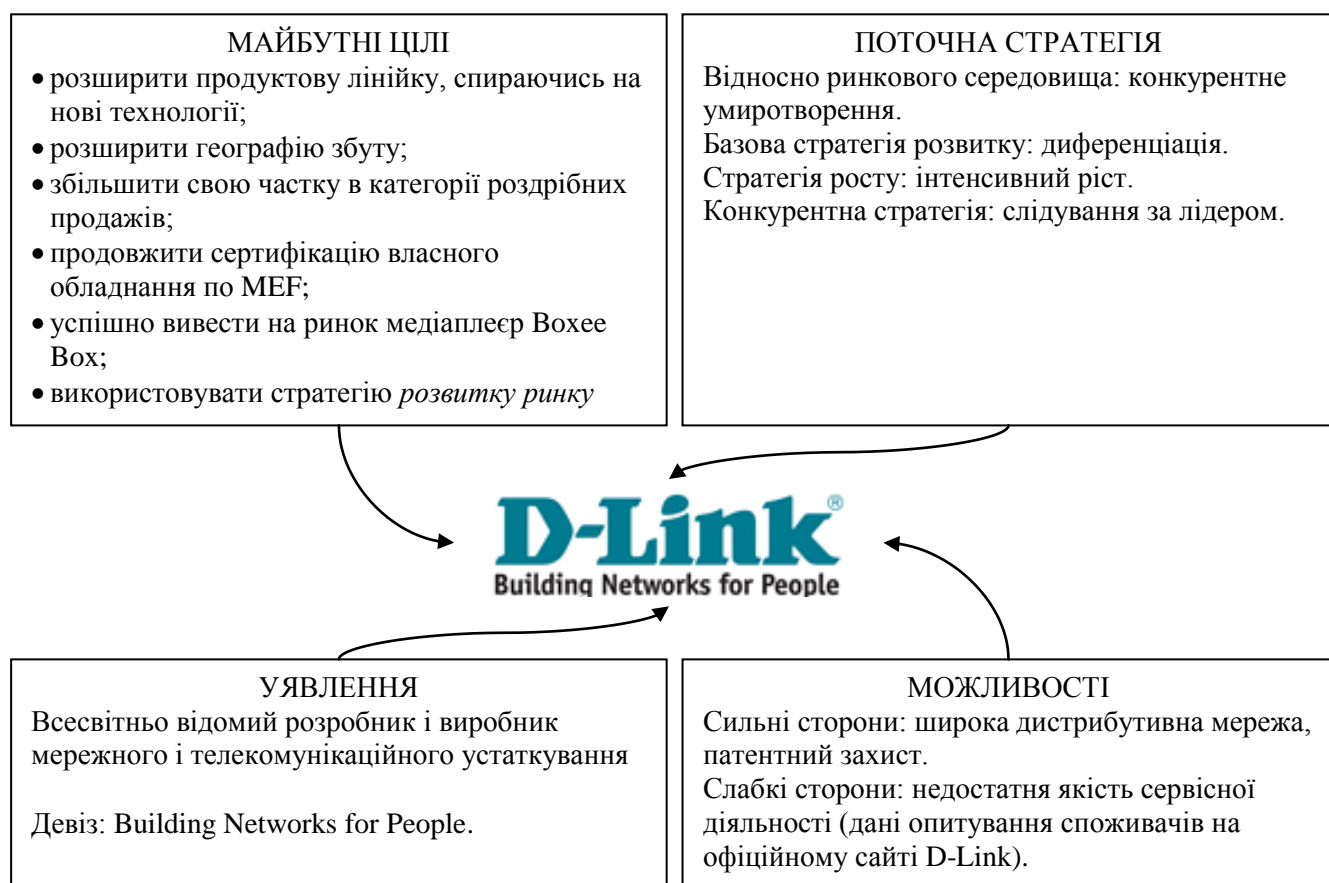 МАЙБУТНІ ЦІЛІ
• розширити продуктову лінійку, спираючись на
нові технології;
• розширити географію збуту;
• збільшити свою частку в категорії роздрібних
продажів;
• продовжити сертифікацію власного
обладнання по MEF;
• успішно вивести на ринок медіаплеєр Boxee
Box;
• використовувати стратегію розвитку ринку
ПОТОЧНА СТРАТЕГІЯ
Відносно ринкового середовища: конкурентне
умиротворення.
Базова стратегія розвитку: диференціація.
Стратегія росту: інтенсивний ріст.
Конкурентна стратегія: слідування за лідером.
D-Link®
Building Networks for People
УЯВЛЕННЯ
Всесвітньо відомий розробник і виробник
мережного і телекомунікаційного устаткування
Девіз: Building Networks for People.
МОЖЛИВОСТІ
Сильні сторони: широка дистрибутивна мережа,
патентний захист.
Слабкі сторони: недостатня якість сервісної
діяльності (дані опитування споживачів на
офіційному сайті D-Link).